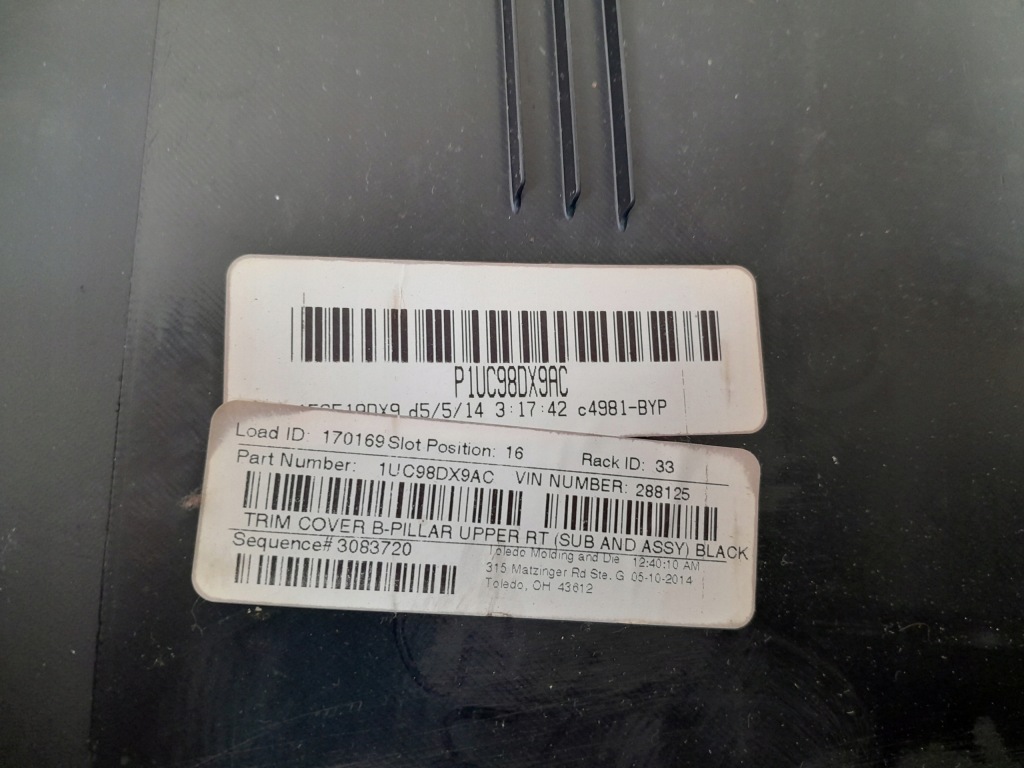 P1UC98DX9AC
d5/5/14 3:17:42 c4981-BYP
Load ID: 170169 Slot Position: 16 Rack ID: 33
Part Number: 1UC98DX9AC VIN NUMBER: 288125
TRIM COVER B-PILLAR UPPER RT (SUB AND ASSY) BLACK
Sequence# 3083720
Toledo Molding and Die 12:40:10 AM
315 Matzinger Rd Ste. G 05-10-2014
Toledo, OH 43612